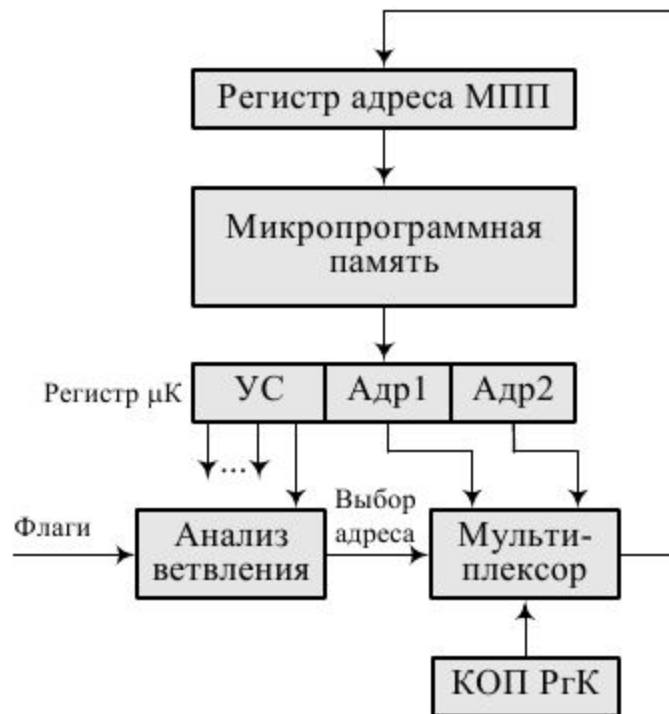 Регистр адреса МПП
Микропрограммная
память
Регистр μК
УС
Адр1
Адр2
...
Флаги
Анализ
ветвления
Выбор
адреса
Мульти-
плексор
КОП РгК